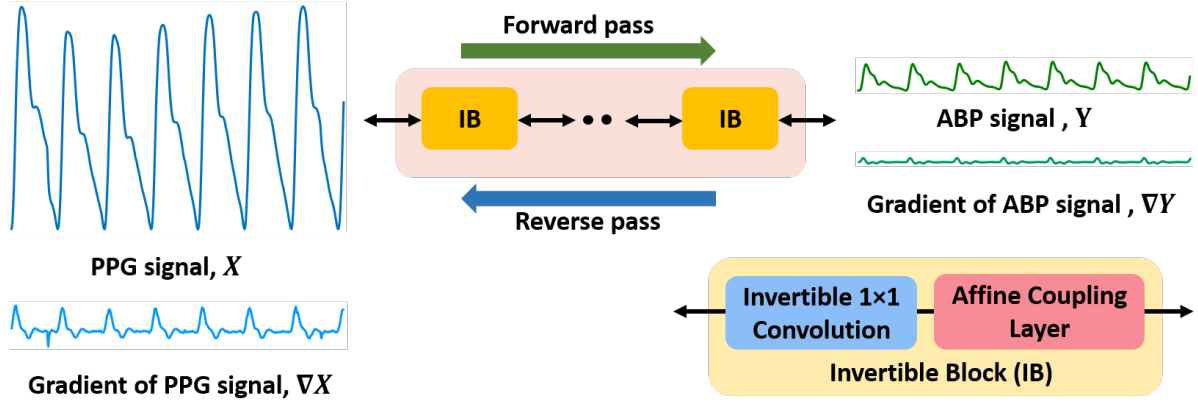 Forward pass
IB
IB
Reverse pass
PPG signal, X
Gradient of PPG signal, ∇X
ABP signal , Y
Gradient of ABP signal , ∇Y
Invertible 1×1
Convolution
Affine Coupling
Layer
Invertible Block (IB)